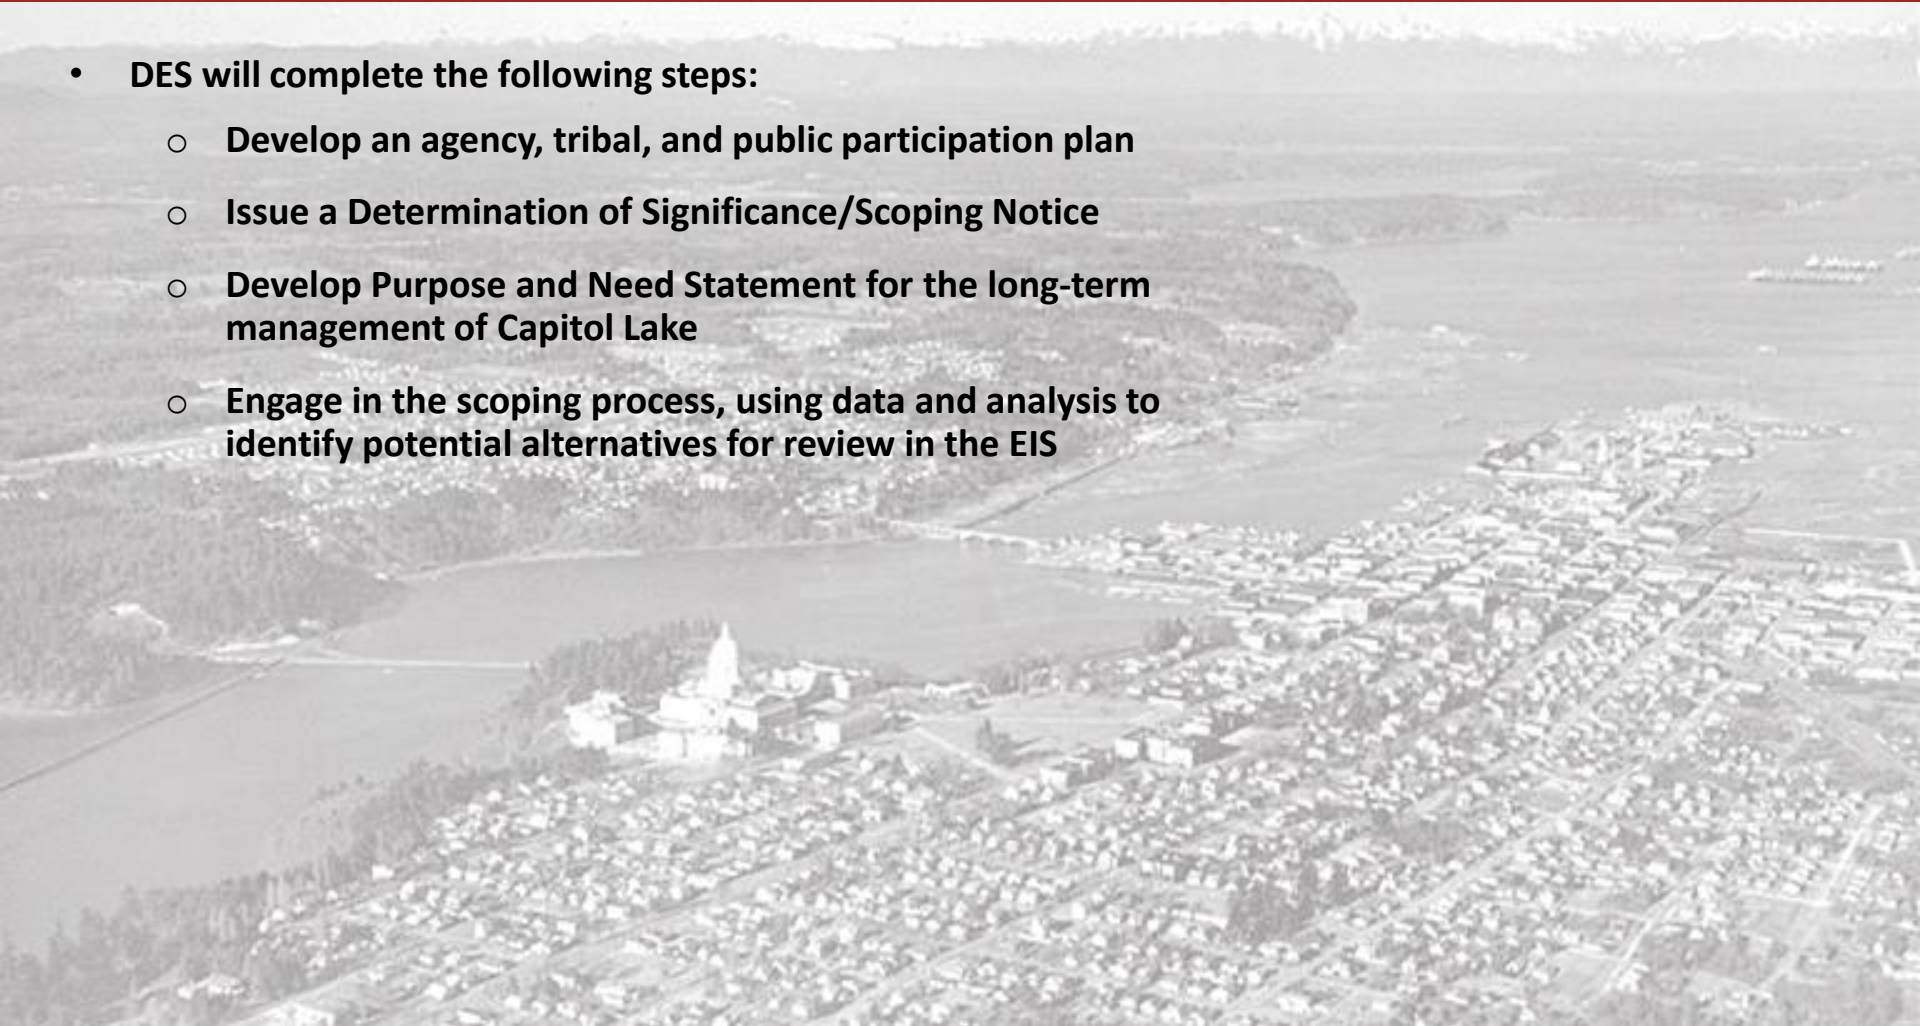 • DES will complete the following steps:
o Develop an agency, tribal, and public participation plan
o Issue a Determination of Significance/Scoping Notice
o Develop Purpose and Need Statement for the long-term
management of Capitol Lake
o Engage in the scoping process, using data and analysis to
identify potential alternatives for review in the EIS